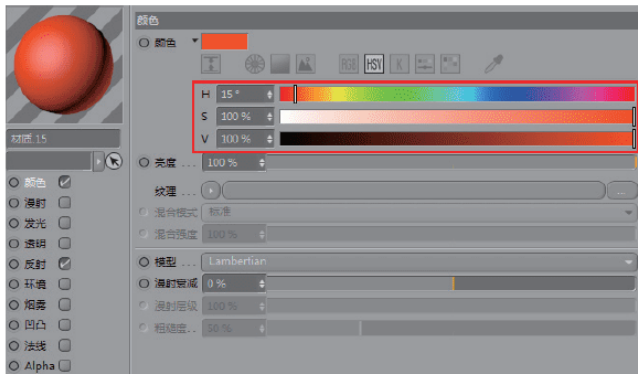 颜色
颜色
RGB HSV K
H 15 °
S 100 %
V 100 %
材质.15
亮度 ... 100 %
纹理 ... ...
混合模式 标准
混合强度 100 %
模型 ... Lambertian
漫射衰减 0 %
漫射层级 100 %
粗糙度.. 50 %
颜色
漫射
发光
透明
反射
环境
烟雾
凹凸
法线
Alpha